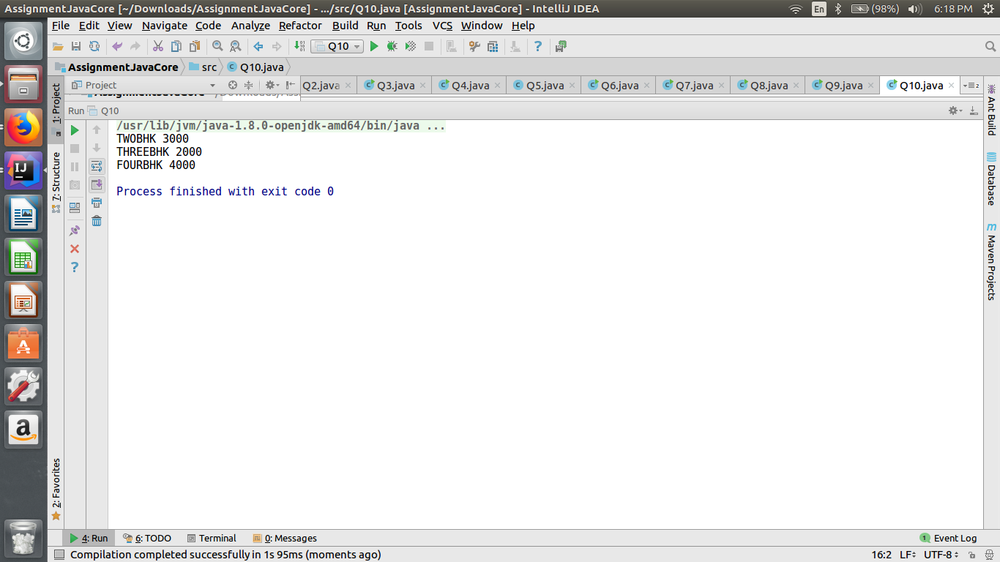 AssignmentJavaCore [~/Downloads/AssignmentJavaCore] - .../src/Q10.java [AssignmentJavaCore] - IntelliJ IDEA En (98%) 6:18 PM
File Edit View Navigate Code Analyze Refactor Build Run Tools VCS Window Help
Q10
AssignmentJavaCore src Q10.java
Project Q2.java Q3.java Q4.java Q5.java Q6.java Q7.java Q8.java Q9.java Q10.java
AssignmentJavaCore ~/Downloads/Ass
Run Q10
/usr/lib/jvm/java-1.8.0-openjdk-amd64/bin/java ...
TWOBHK 3000
THREEBHK 2000
FOURBHK 4000
Process finished with exit code 0
1: Project
7: Structure
2: Favorites
Ant Build
Database
Maven Projects
4: Run 6: TODO Terminal 0: Messages 1 Event Log
Compilation completed successfully in 1s 95ms (moments ago) 16:2 LF UTF-8